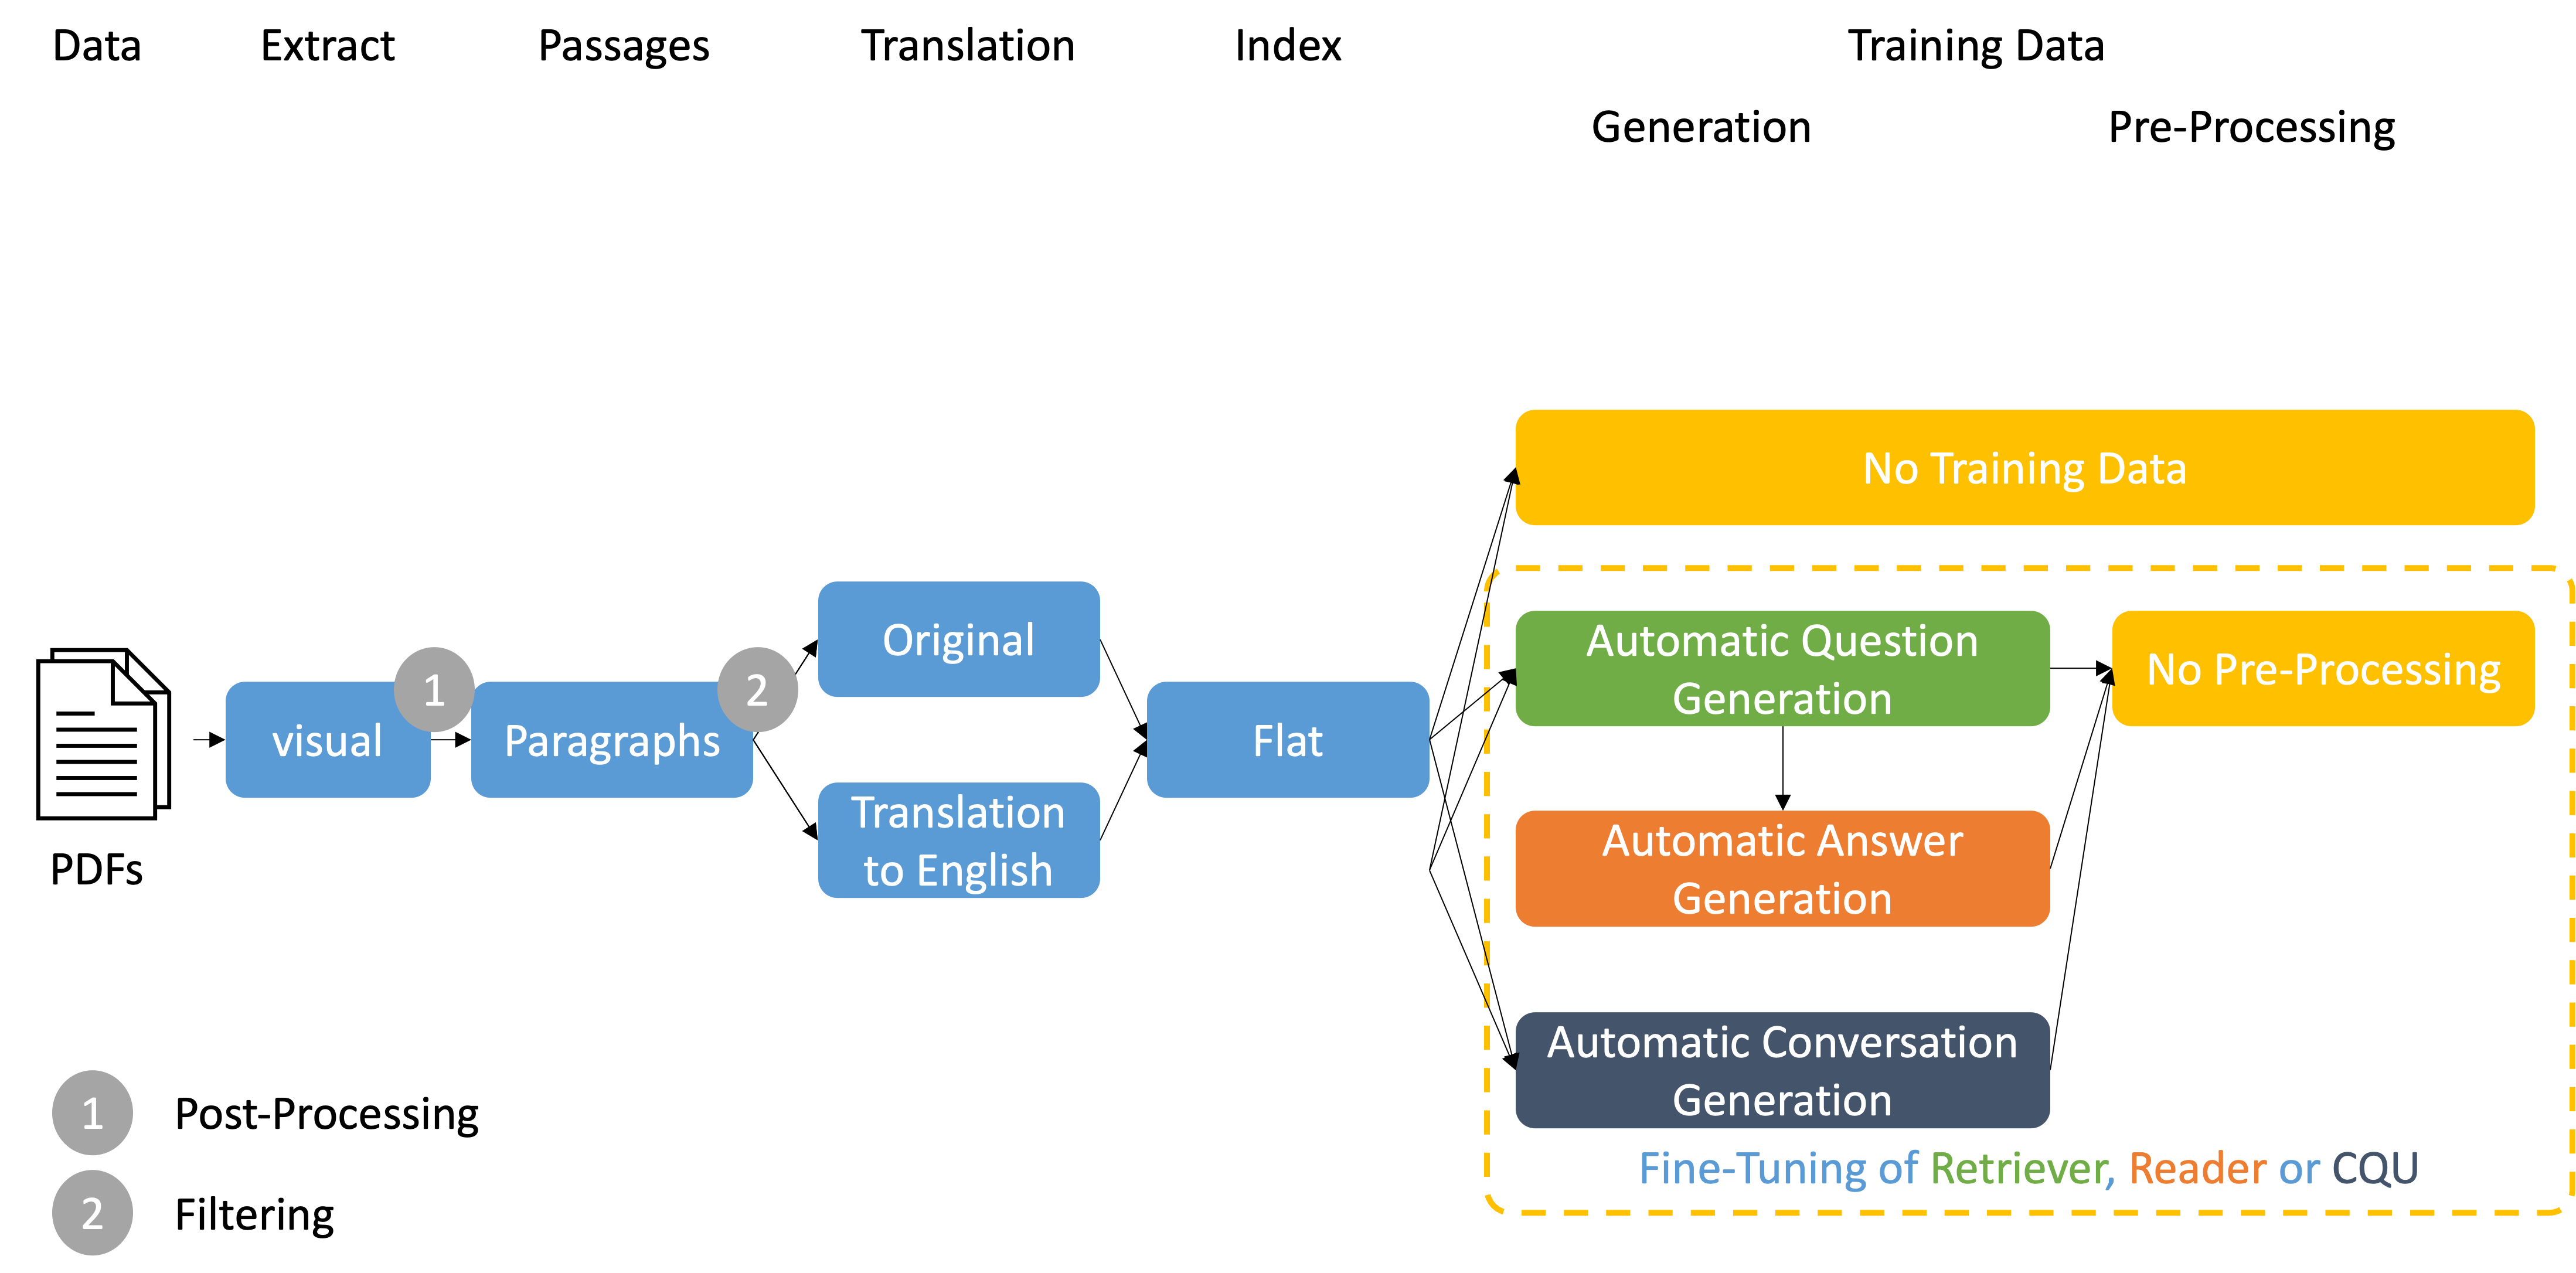 Data
Extract
Passages
Translation
Index
Training Data
Generation
Pre-Processing
No Training Data
PDFs
visual
1
Paragraphs
2
Original
Translation
to English
Flat
Automatic Question
Generation
No Pre-Processing
Automatic Answer
Generation
Automatic Conversation
Generation
Fine-Tuning of Retriever, Reader or CQU
1 Post-Processing
2 Filtering